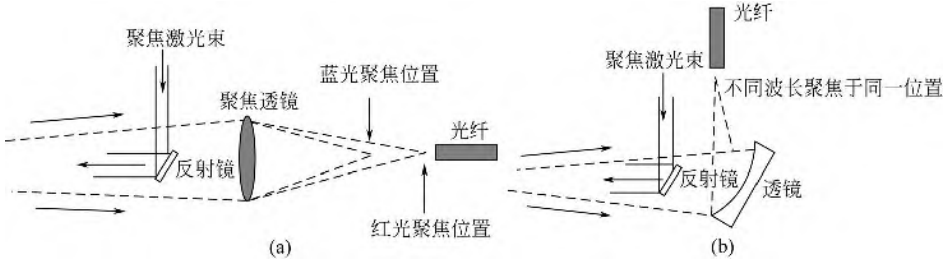 聚焦激光束
蓝光聚焦位置
聚焦透镜
光纤
反射镜
红光聚焦位置
(a)
光纤
聚焦激光束
不同波长聚焦于同一位置
反射镜
透镜
(b)